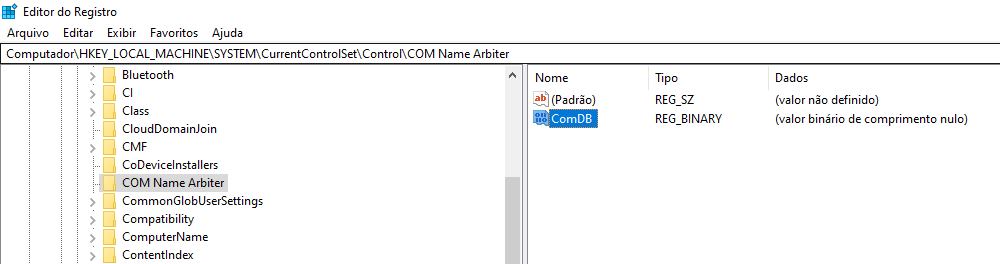 Editor do Registro
Arquivo Editar Exibir Favoritos Ajuda
Computador\HKEY_LOCAL_MACHINE\SYSTEM\CurrentControlSet\Control\COM Name Arbiter
Bluetooth
CI
Class
CloudDomainJoin
CMF
CoDeviceInstallers
COM Name Arbiter
CommonGlobUserSettings
Compatibility
ComputerName
ContentIndex
Nome Tipo Dados
ab (Padrão) REG_SZ (valor não definido)
ComDB REG_BINARY (valor binário de comprimento nulo)